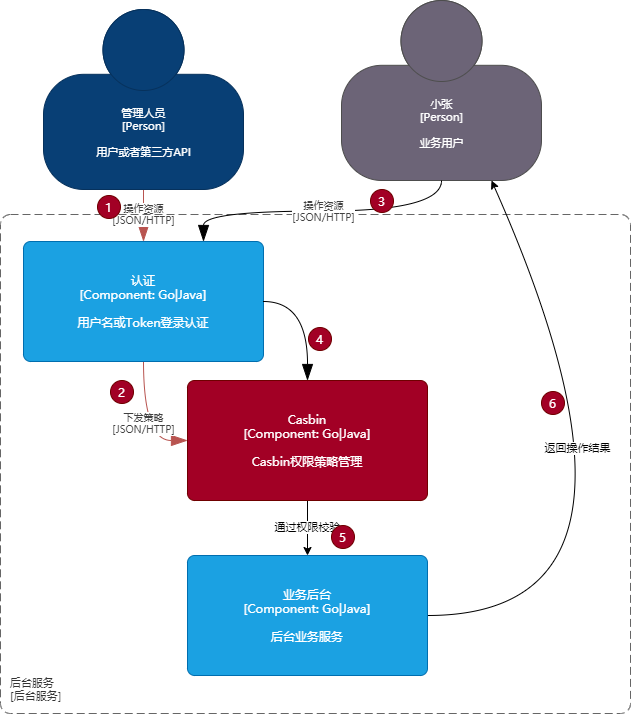 管理人员
[Person]
用户或者第三方API
小张
[Person]
业务用户
1
操作资源
[JSON/HTTP]
3
操作资源
[JSON/HTTP]
认证
[Component: Go|Java]
用户名或Token登录认证
4
2
下发策略
[JSON/HTTP]
Casbin
[Component: Go|Java]
Casbin权限策略管理
6
返回操作结果
通过权限校验
5
业务后台
[Component: Go|Java]
后台业务服务
后台服务
[后台服务]